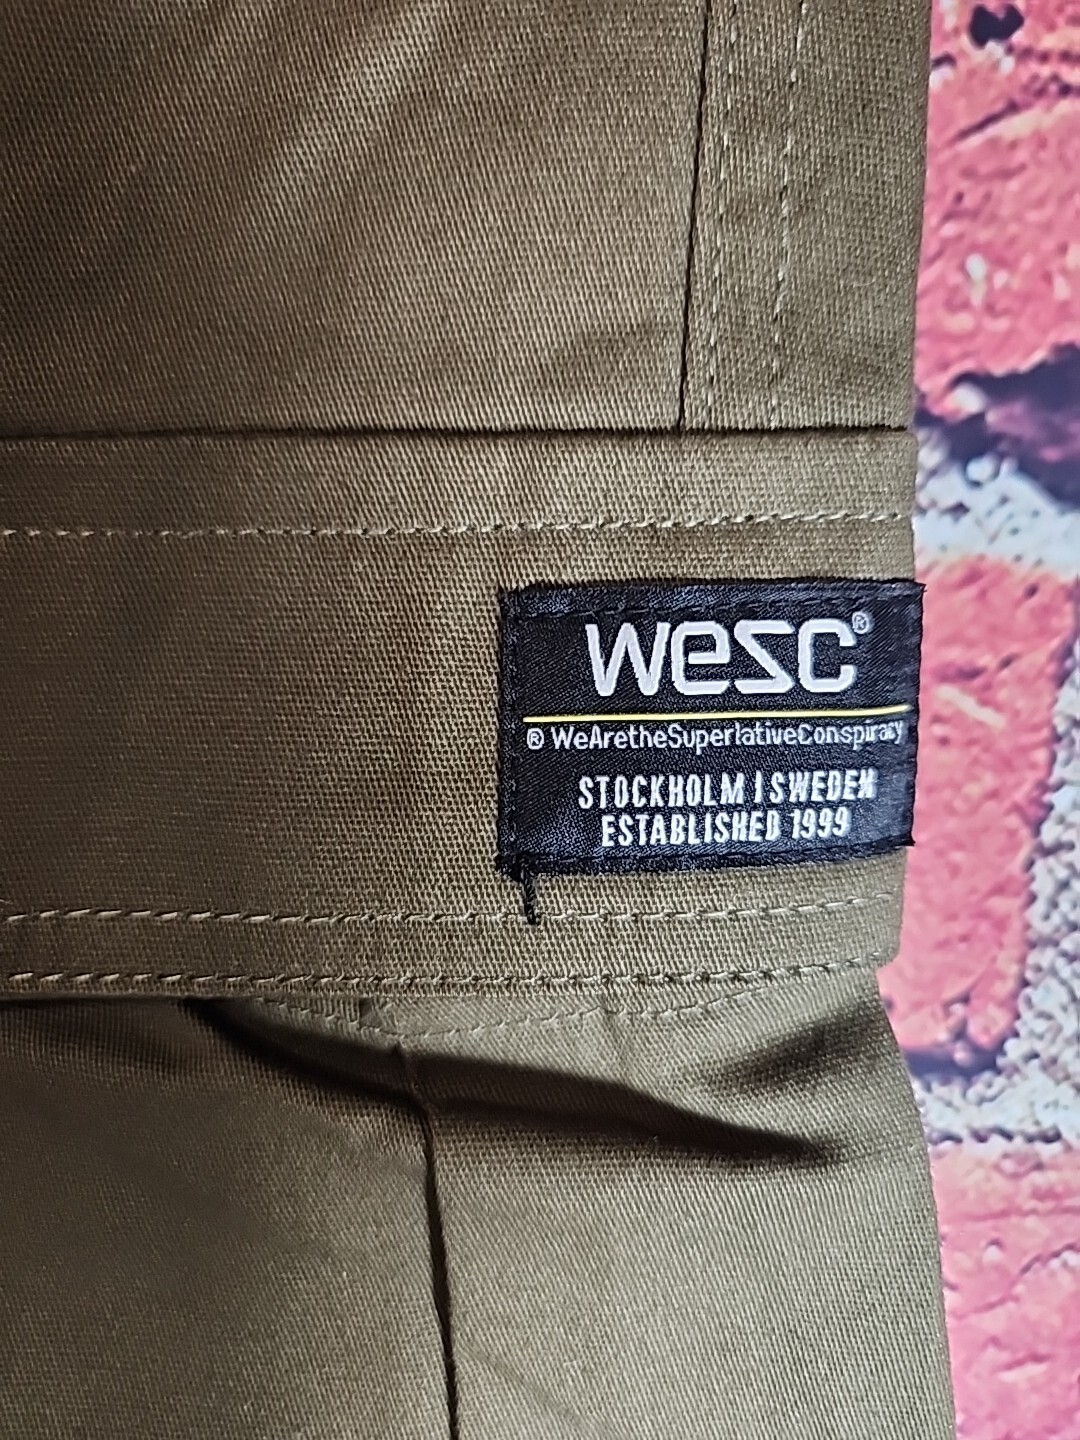 wesc®
® WeAretheSuperlativeConspiracy
STOCKHOLM | SWEDEN
ESTABLISHED 1999